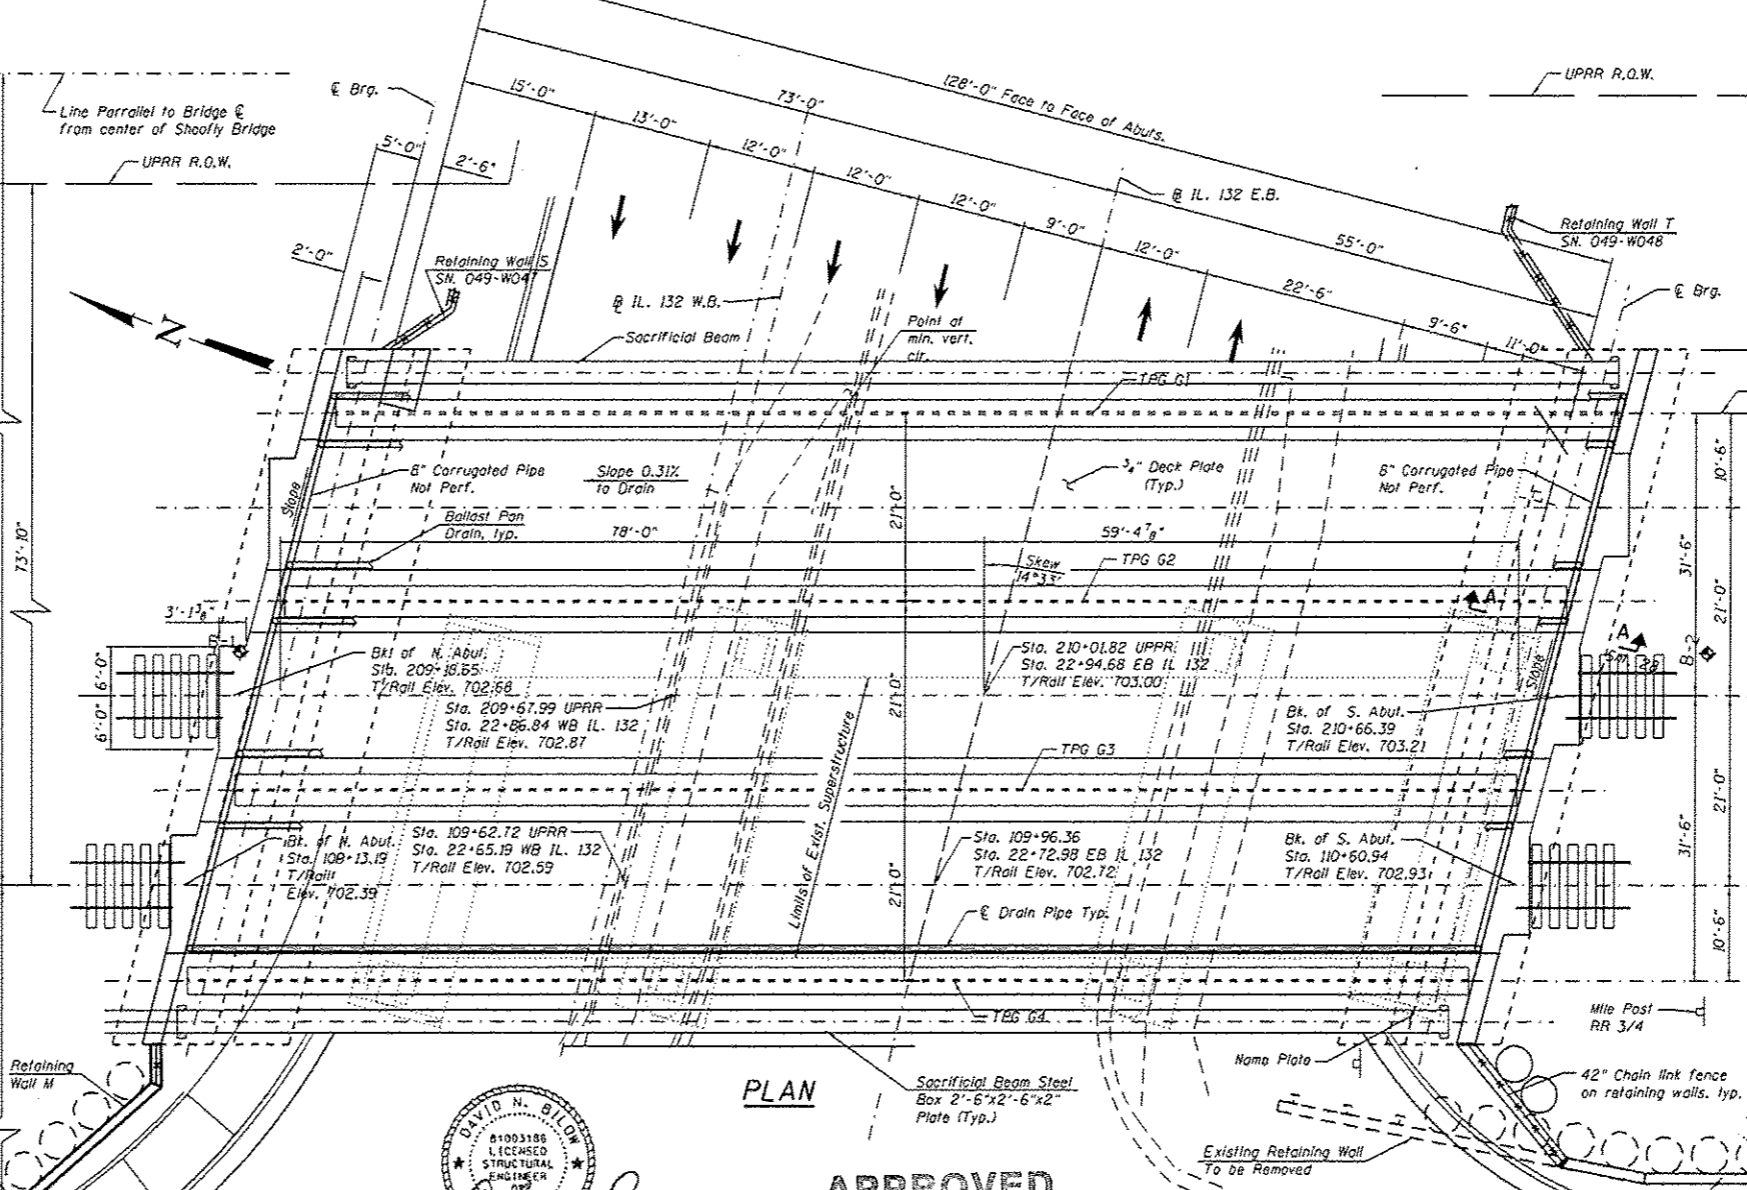 UPRR R.O.W.
Line Parrallel to Bridge ℄
from center of Shoofly Bridge
UPRR R.O.W.
℄ Brg.
5'-0"
2'-6"
2'-0"
15'-0"
13'-0"
12'-0"
12'-0"
12'-0"
9'-0"
12'-0"
22'-6"
9'-6"
11'-0"
73'-0"
55'-0"
128'-0" Face to Face of Abuts.
℄ Brg.
Retaining Wall S
SN. 049-W047
Retaining Wall T
SN. 049-W048
IL. 132 W.B.
IL. 132 E.B.
N
Sacrificial Beam
Point of
min. vert.
clr.
TPG G1
8" Corrugated Pipe
Not Perf.
Slope 0.31%
to Drain
3/4" Deck Plate
(Typ.)
8" Corrugated Pipe
Not Perf.
Slope
Ballast Pan
Drain, typ.
78'-0"
59'-4 7/8"
21'-0"
Skew
14°33'
TPG G2
10'-6"
31'-6"
21'-0"
73'-10"
3'-1 3/8"
B-1
6'-0"
6'-0"
Bk. of N. Abut.
Sta. 209+18.65
T/Rail Elev. 702.68
Sta. 209+67.99 UPRR
Sta. 22+86.84 WB IL. 132
T/Rail Elev. 702.87
21'-0"
Sta. 210+01.82 UPRR
Sta. 22+94.68 EB IL 132
T/Rail Elev. 703.00
A
A
B-2
Slope
Bk. of S. Abut.
Sta. 210+66.39
T/Rail Elev. 703.21
TPG G3
Limits of Exist. Superstructure
Bk. of N. Abut.
Sta. 108+13.19
T/Rail
Elev. 702.39
Sta. 109+62.72 UPRR
Sta. 22+65.19 WB IL. 132
T/Rail Elev. 702.59
21'-0"
Sta. 109+96.36
Sta. 22+72.98 EB IL 132
T/Rail Elev. 702.72
Bk. of S. Abut.
Sta. 110+60.94
T/Rail Elev. 702.93
21'-0"
31'-6"
10'-6"
℄ Drain Pipe Typ.
TPG G4
Mile Post
RR 3/4
Name Plate
Retaining
Wall M
PLAN
Sacrificial Beam Steel
Box 2'-6"x2'-6"x2"
Plate (Typ.)
42" Chain link fence
on retaining walls. typ.
Existing Retaining Wall
To be Removed
DAVID N. BILOW
81003186
LICENSED
STRUCTURAL
ENGINEER
APPROVED